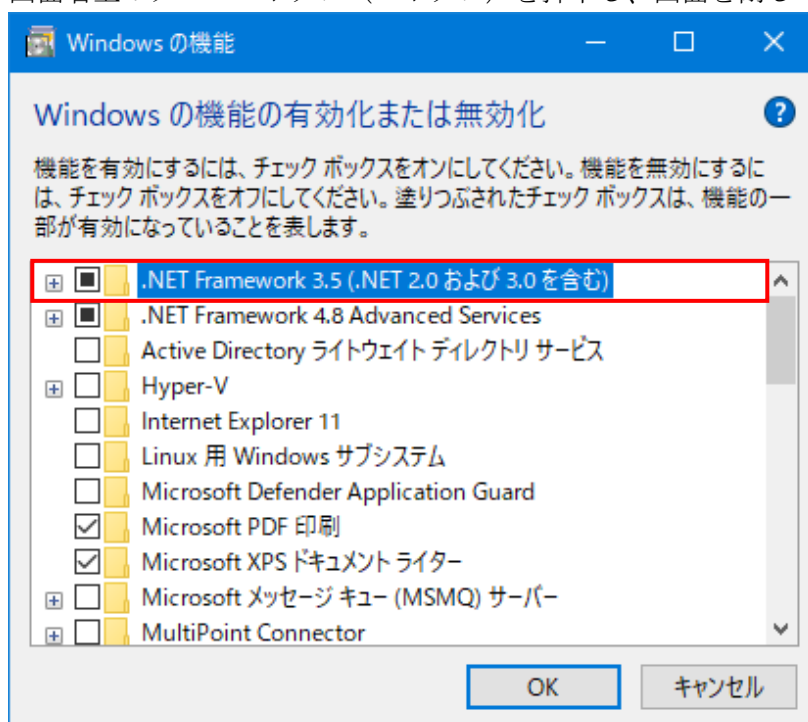 Windows の機能
Windows の機能の有効化または無効化
機能を有効にするには、チェック ボックスをオンにしてください。機能を無効にするに
は、チェック ボックスをオフにしてください。塗りつぶされたチェック ボックスは、機能の一
部が有効になっていることを表します。
.NET Framework 3.5 (.NET 2.0 および 3.0 を含む)
.NET Framework 4.8 Advanced Services
Active Directory ライトウェイト ディレクトリ サービス
Hyper-V
Internet Explorer 11
Linux 用 Windows サブシステム
Microsoft Defender Application Guard
Microsoft PDF 印刷
Microsoft XPS ドキュメント ライター
Microsoft メッセージ キュー (MSMQ) サーバー
MultiPoint Connector
OK
キャンセル